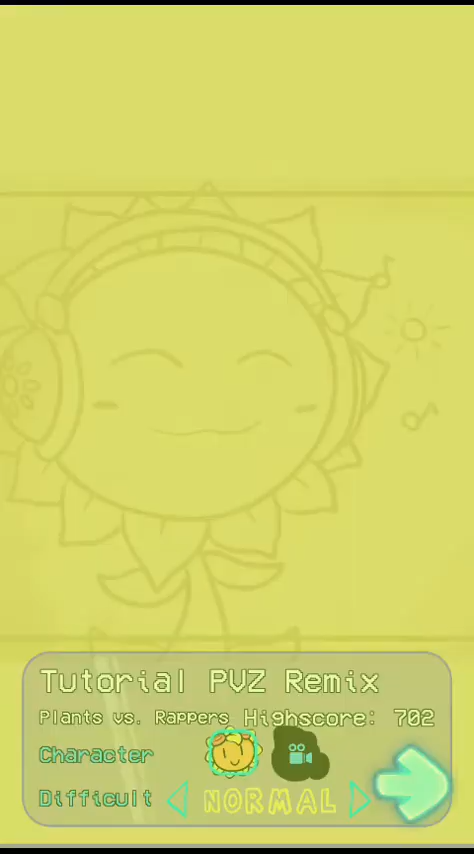 Tutorial PVZ Remix
Plants vs. Rappers Highscore: 702
Character
Difficult NORMAL